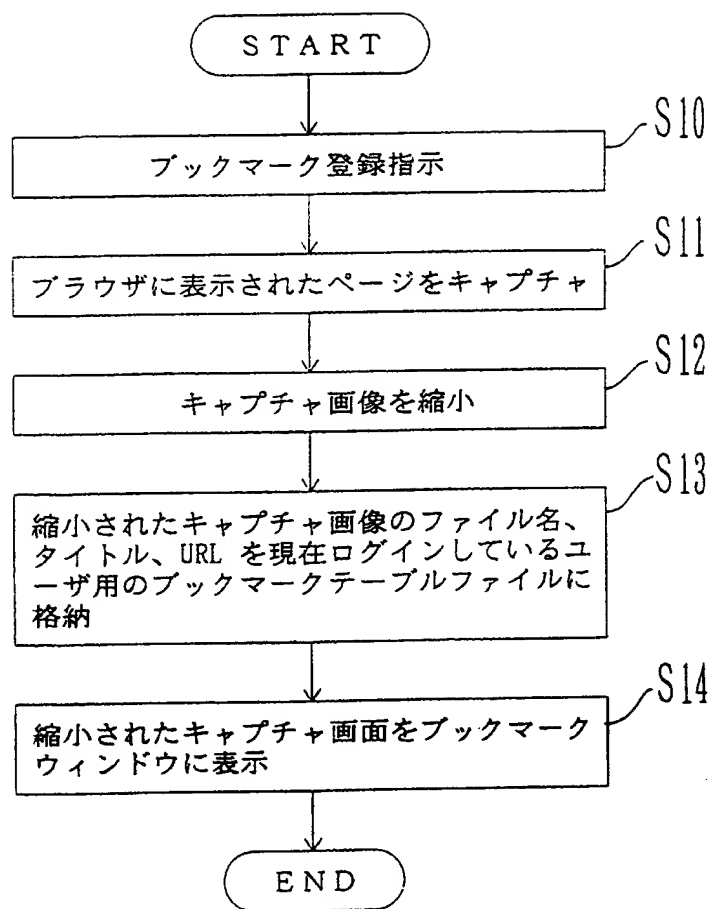 START
S10
ブックマーク登録指示
S11
ブラウザに表示されたページをキャプチャ
S12
キャプチャ画像を縮小
S13
縮小されたキャプチャ画像のファイル名、
タイトル、URL を現在ログインしているユ
ーザ用のブックマークテーブルファイルに
格納
S14
縮小されたキャプチャ画面をブックマーク
ウィンドウに表示
END